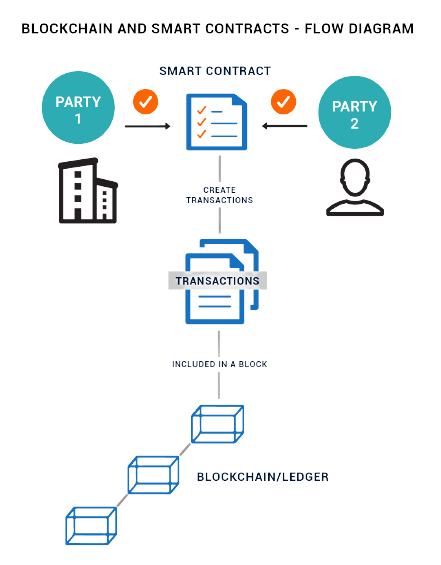 BLOCKCHAIN AND SMART CONTRACTS - FLOW DIAGRAM
SMART CONTRACT
PARTY
1
PARTY
2
CREATE
TRANSACTIONS
TRANSACTIONS
INCLUDED IN A BLOCK
BLOCKCHAIN/LEDGER